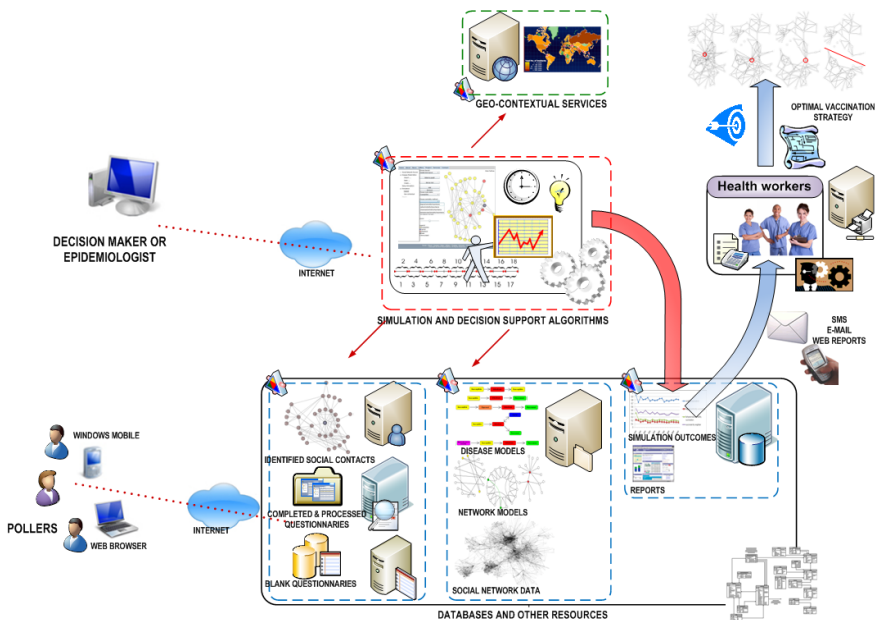 GEO-CONTEXTUAL SERVICES
OPTIMAL VACCINATION
STRATEGY
Health workers
DECISION MAKER OR
EPIDEMIOLOGIST
INTERNET
2 4 6 8 10 12 14 16 18
1 3 5 7 9 11 13 15 17
SIMULATION AND DECISION SUPPORT ALGORITHMS
SMS
E-MAIL
WEB REPORTS
WINDOWS MOBILE
POLLERS
WEB BROWSER
INTERNET
IDENTIFIED SOCIAL CONTACTS
COMPLETED & PROCESSED
QUESTIONNARIES
BLANK QUESTIONNARIES
DISEASE MODELS
NETWORK MODELS
SOCIAL NETWORK DATA
SIMULATION OUTCOMES
REPORTS
DATABASES AND OTHER RESOURCES